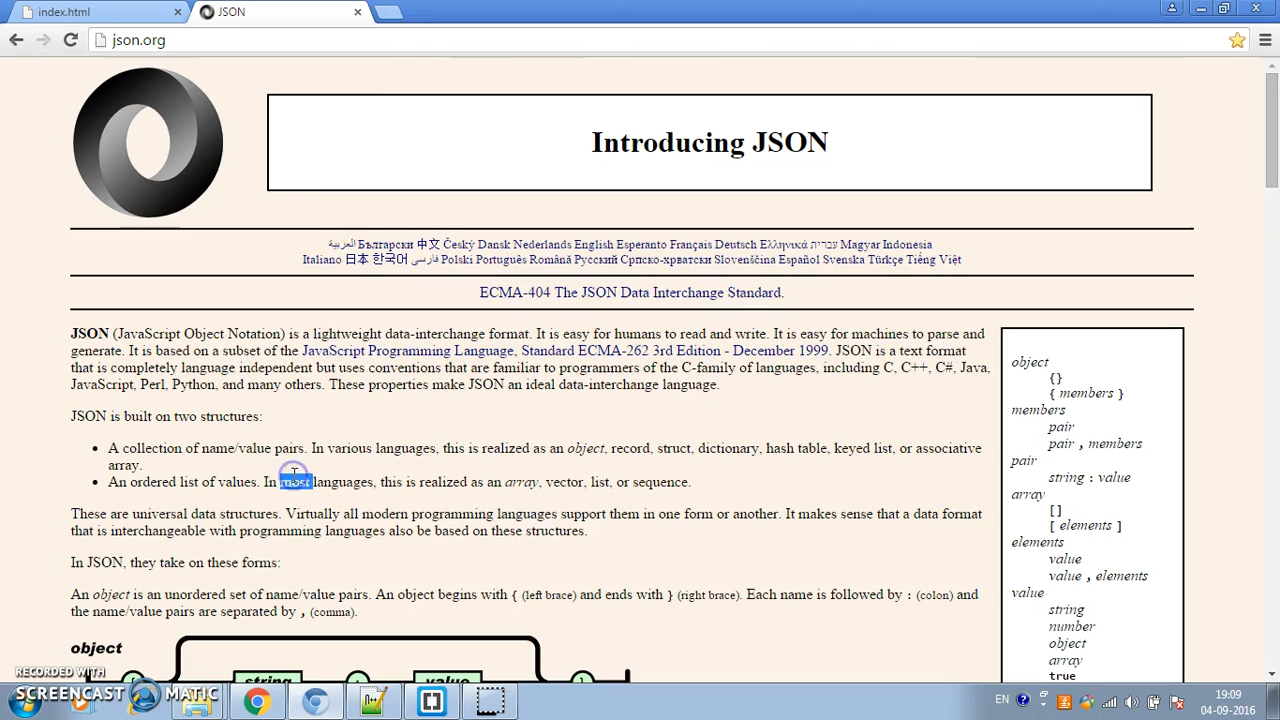 index.html
JSON
json.org
Introducing JSON
العربية Български 中文 Český Dansk Nederlands English Esperanto Français Deutsch Ελληνικά עברית Magyar Indonesia
Italiano 日本 한국어 فارسی Polski Português Română Русский Српско-хрватски Slovenščina Español Svenska Türkçe Tiếng Việt
ECMA-404 The JSON Data Interchange Standard.
JSON (JavaScript Object Notation) is a lightweight data-interchange format. It is easy for humans to read and write. It is easy for machines to parse and
generate. It is based on a subset of the JavaScript Programming Language, Standard ECMA-262 3rd Edition - December 1999. JSON is a text format
that is completely language independent but uses conventions that are familiar to programmers of the C-family of languages, including C, C++, C#, Java,
JavaScript, Perl, Python, and many others. These properties make JSON an ideal data-interchange language.
JSON is built on two structures:
• A collection of name/value pairs. In various languages, this is realized as an object, record, struct, dictionary, hash table, keyed list, or associative
array.
• An ordered list of values. In most languages, this is realized as an array, vector, list, or sequence.
These are universal data structures. Virtually all modern programming languages support them in one form or another. It makes sense that a data format
that is interchangeable with programming languages also be based on these structures.
In JSON, they take on these forms:
An object is an unordered set of name/value pairs. An object begins with { (left brace) and ends with } (right brace). Each name is followed by : (colon) and
the name/value pairs are separated by , (comma).
object
string
value
object
{}
{ members }
members
pair
pair , members
pair
string : value
array
[]
[ elements ]
elements
value
value , elements
value
string
number
object
array
true
RECORDED WITH
SCREENCAST MATIC
EN
19:09
04-09-2016